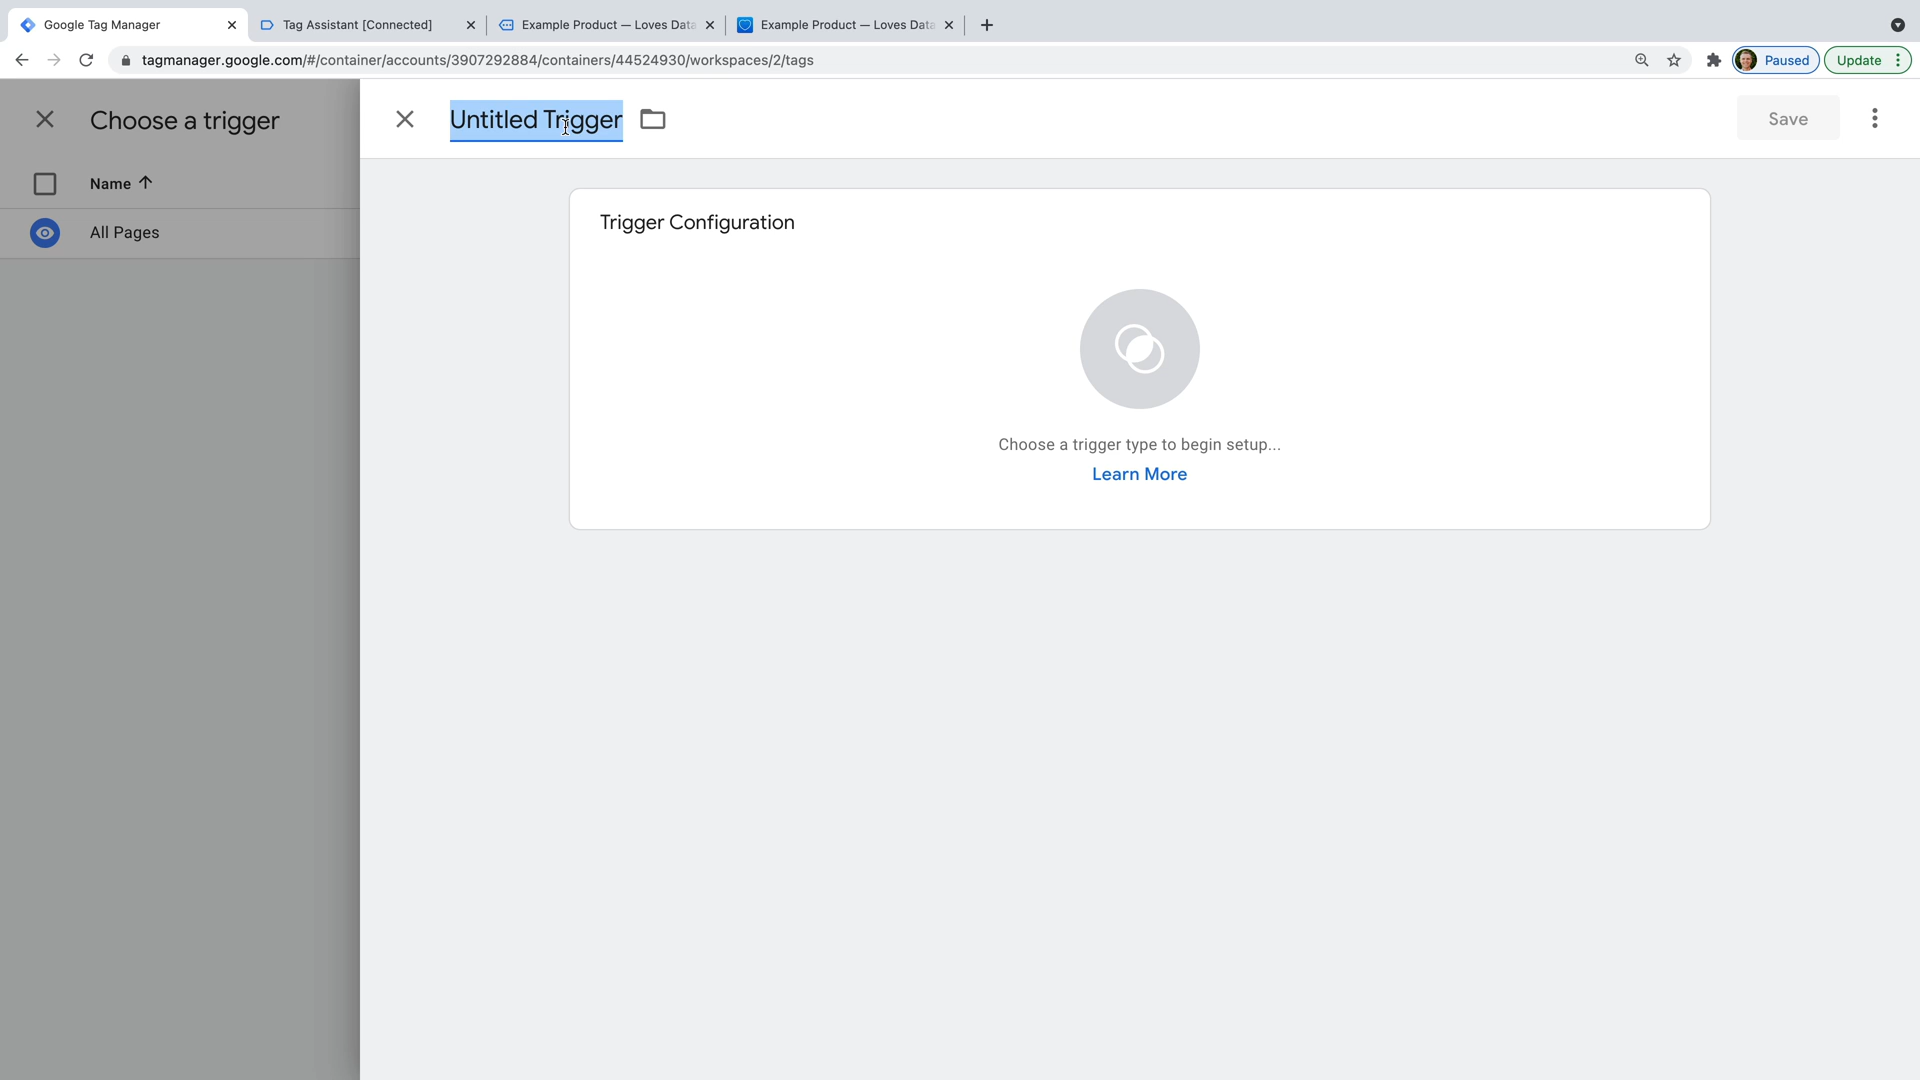 Google Tag Manager
Tag Assistant [Connected]
Example Product — Loves Data
Example Product — Loves Data
tagmanager.google.com/#/container/accounts/3907292884/containers/44524930/workspaces/2/tags
Paused
Update
Choose a trigger
Untitled Trigger
Save
Name
All Pages
Trigger Configuration
Choose a trigger type to begin setup...
Learn More